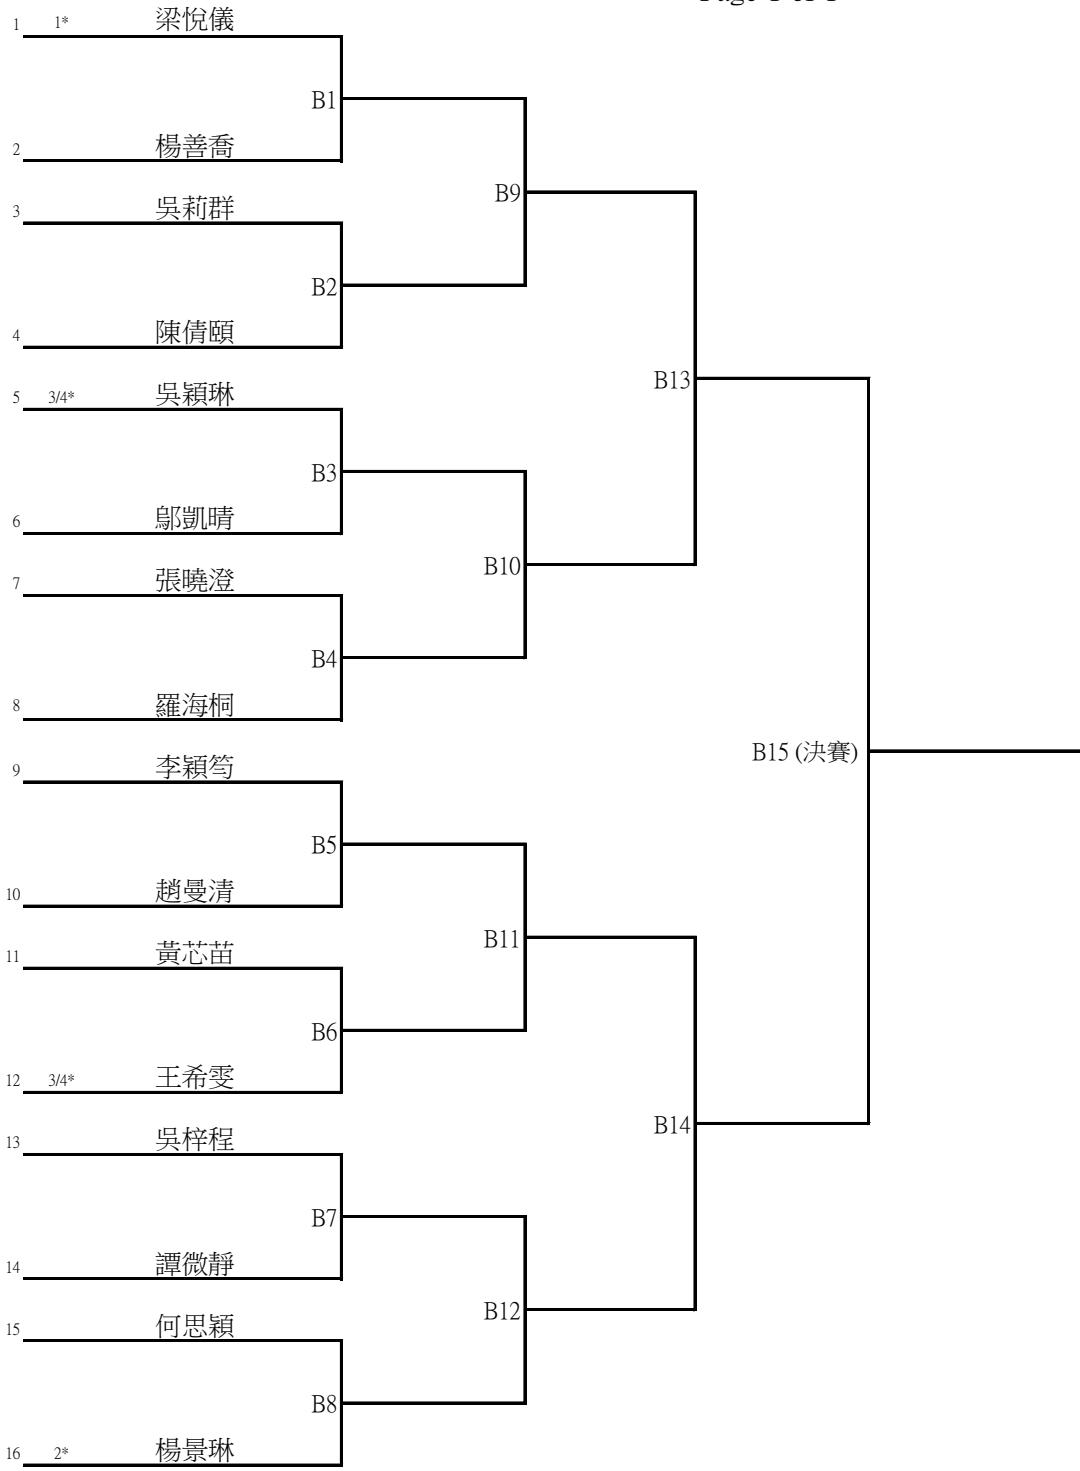 1 1* 梁悅儀
B1
2 楊善喬
B9
3 吳莉群
B2
4 陳倩頤
B13
5 3/4* 吳穎琳
B3
6 鄔凱晴
B10
7 張曉澄
B4
8 羅海桐
B15 (決賽)
9 李穎笉
B5
10 趙曼清
B11
11 黃芯苗
B6
12 3/4* 王希雯
B14
13 吳梓程
B7
14 譚微靜
B12
15 何思穎
B8
16 2* 楊景琳